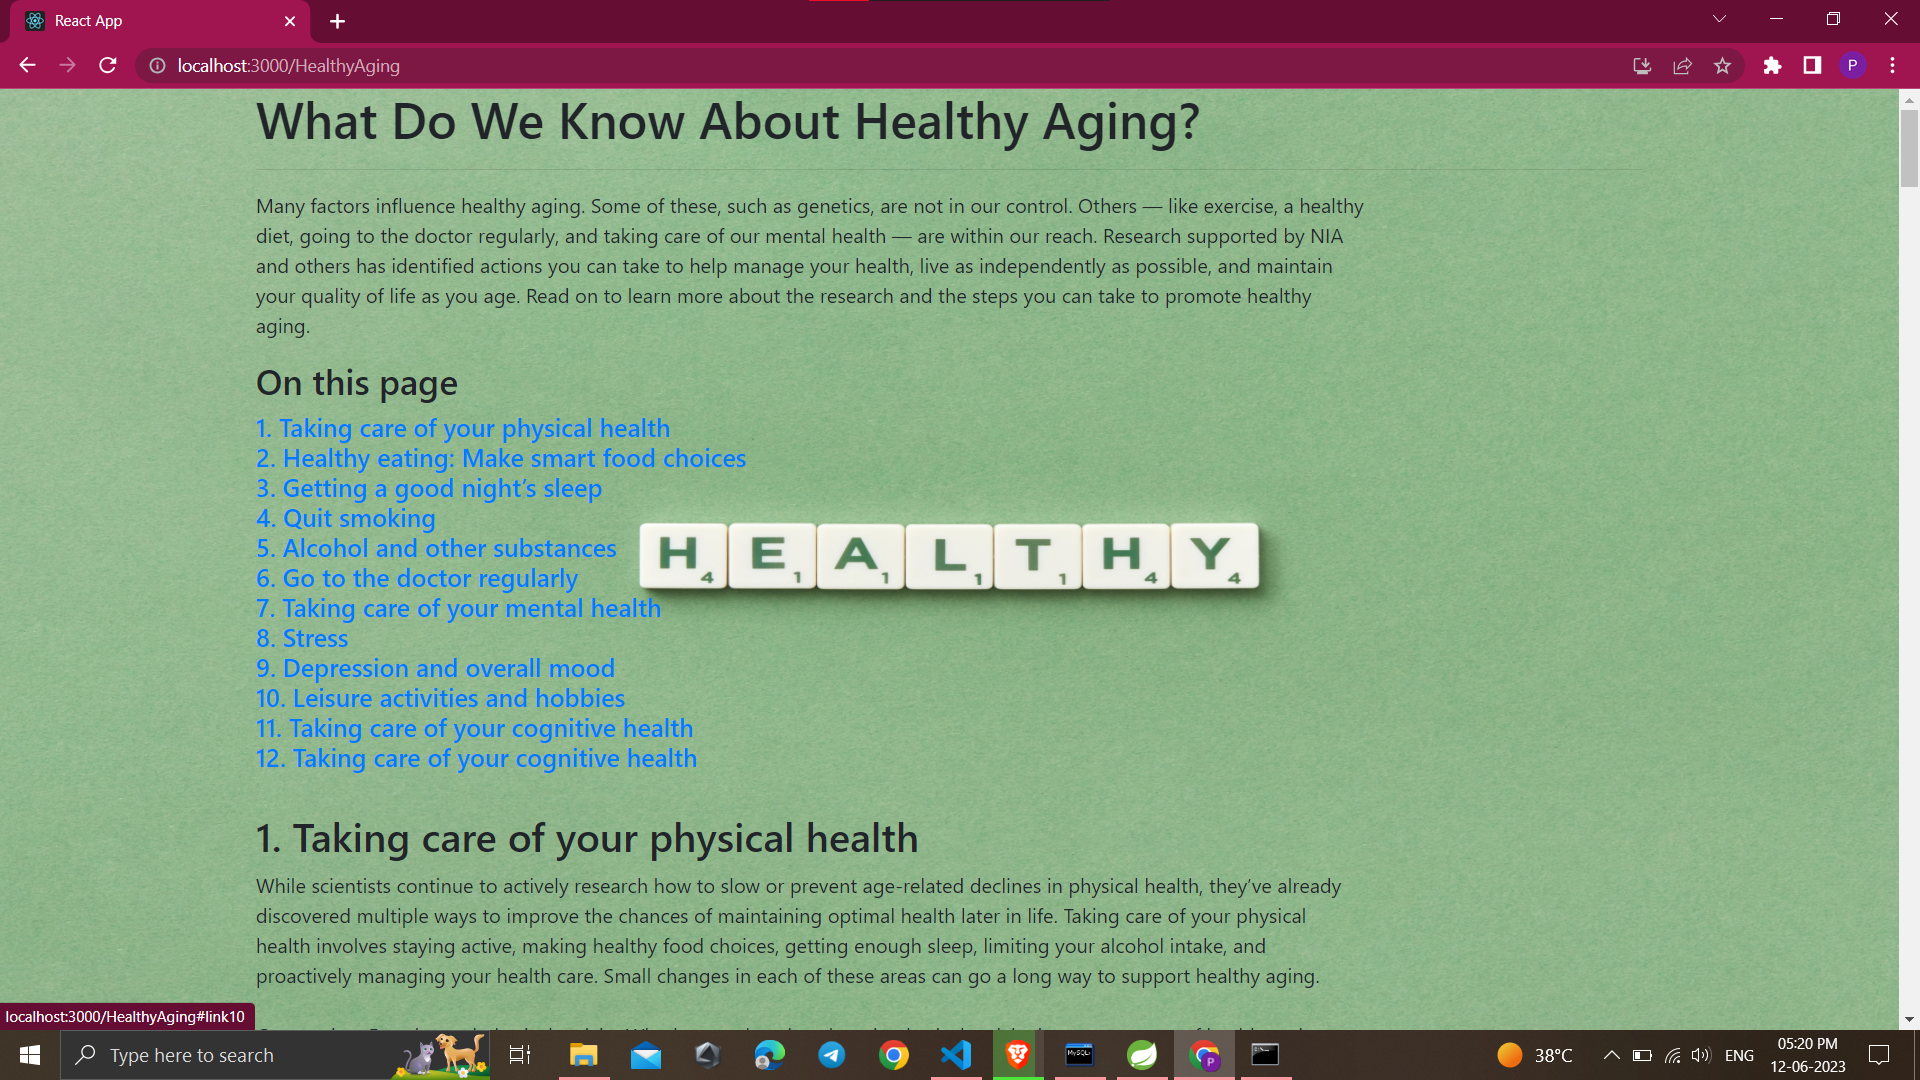 React App
localhost:3000/HealthyAging
P
What Do We Know About Healthy Aging?
Many factors influence healthy aging. Some of these, such as genetics, are not in our control. Others — like exercise, a healthy
diet, going to the doctor regularly, and taking care of our mental health — are within our reach. Research supported by NIA
and others has identified actions you can take to help manage your health, live as independently as possible, and maintain
your quality of life as you age. Read on to learn more about the research and the steps you can take to promote healthy
aging.
On this page
1. Taking care of your physical health
2. Healthy eating: Make smart food choices
3. Getting a good night’s sleep
4. Quit smoking
5. Alcohol and other substances
6. Go to the doctor regularly
7. Taking care of your mental health
8. Stress
9. Depression and overall mood
10. Leisure activities and hobbies
11. Taking care of your cognitive health
12. Taking care of your cognitive health
H4 E1 A1 L1 T1 H4 Y4
1. Taking care of your physical health
While scientists continue to actively research how to slow or prevent age-related declines in physical health, they’ve already
discovered multiple ways to improve the chances of maintaining optimal health later in life. Taking care of your physical
health involves staying active, making healthy food choices, getting enough sleep, limiting your alcohol intake, and
proactively managing your health care. Small changes in each of these areas can go a long way to support healthy aging.
localhost:3000/HealthyAging#link10
Type here to search
38°C
ENG
05:20 PM
12-06-2023